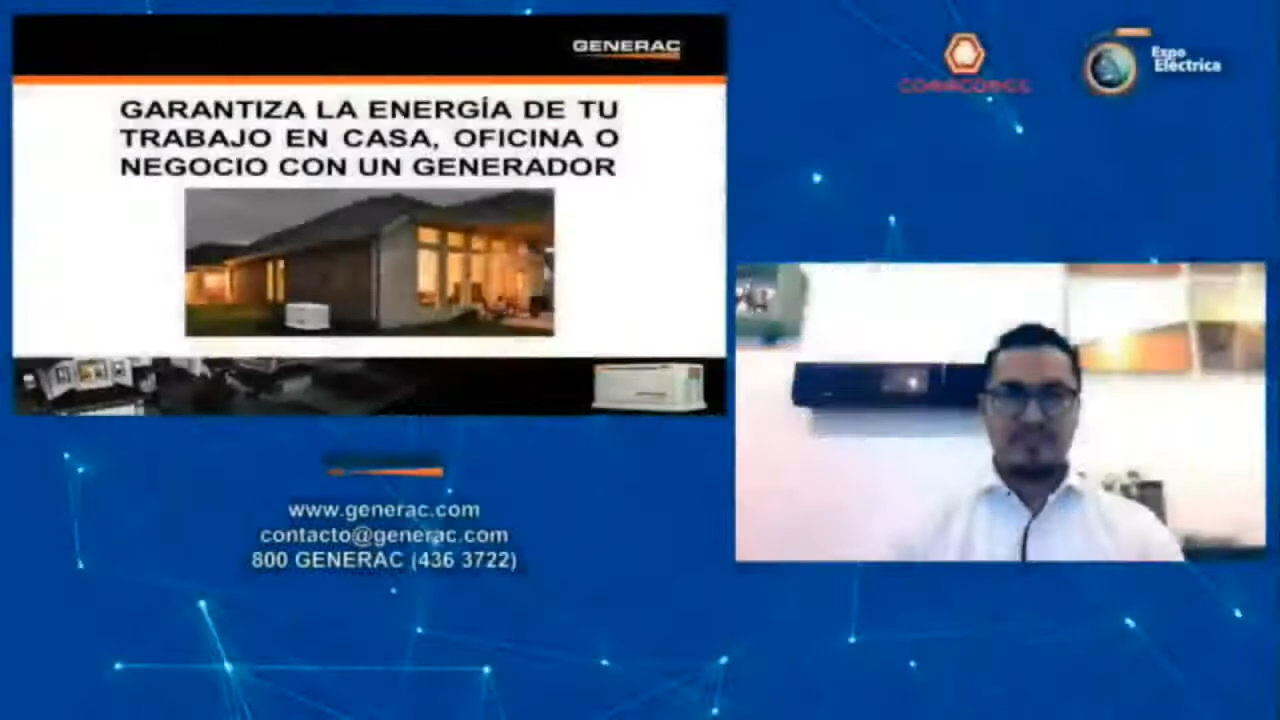 GENERAC
GARANTIZA LA ENERGÍA DE TU
TRABAJO EN CASA, OFICINA O
NEGOCIO CON UN GENERADOR
Expo
Eléctrica
www.generac.com
contacto@generac.com
800 GENERAC (436 3722)